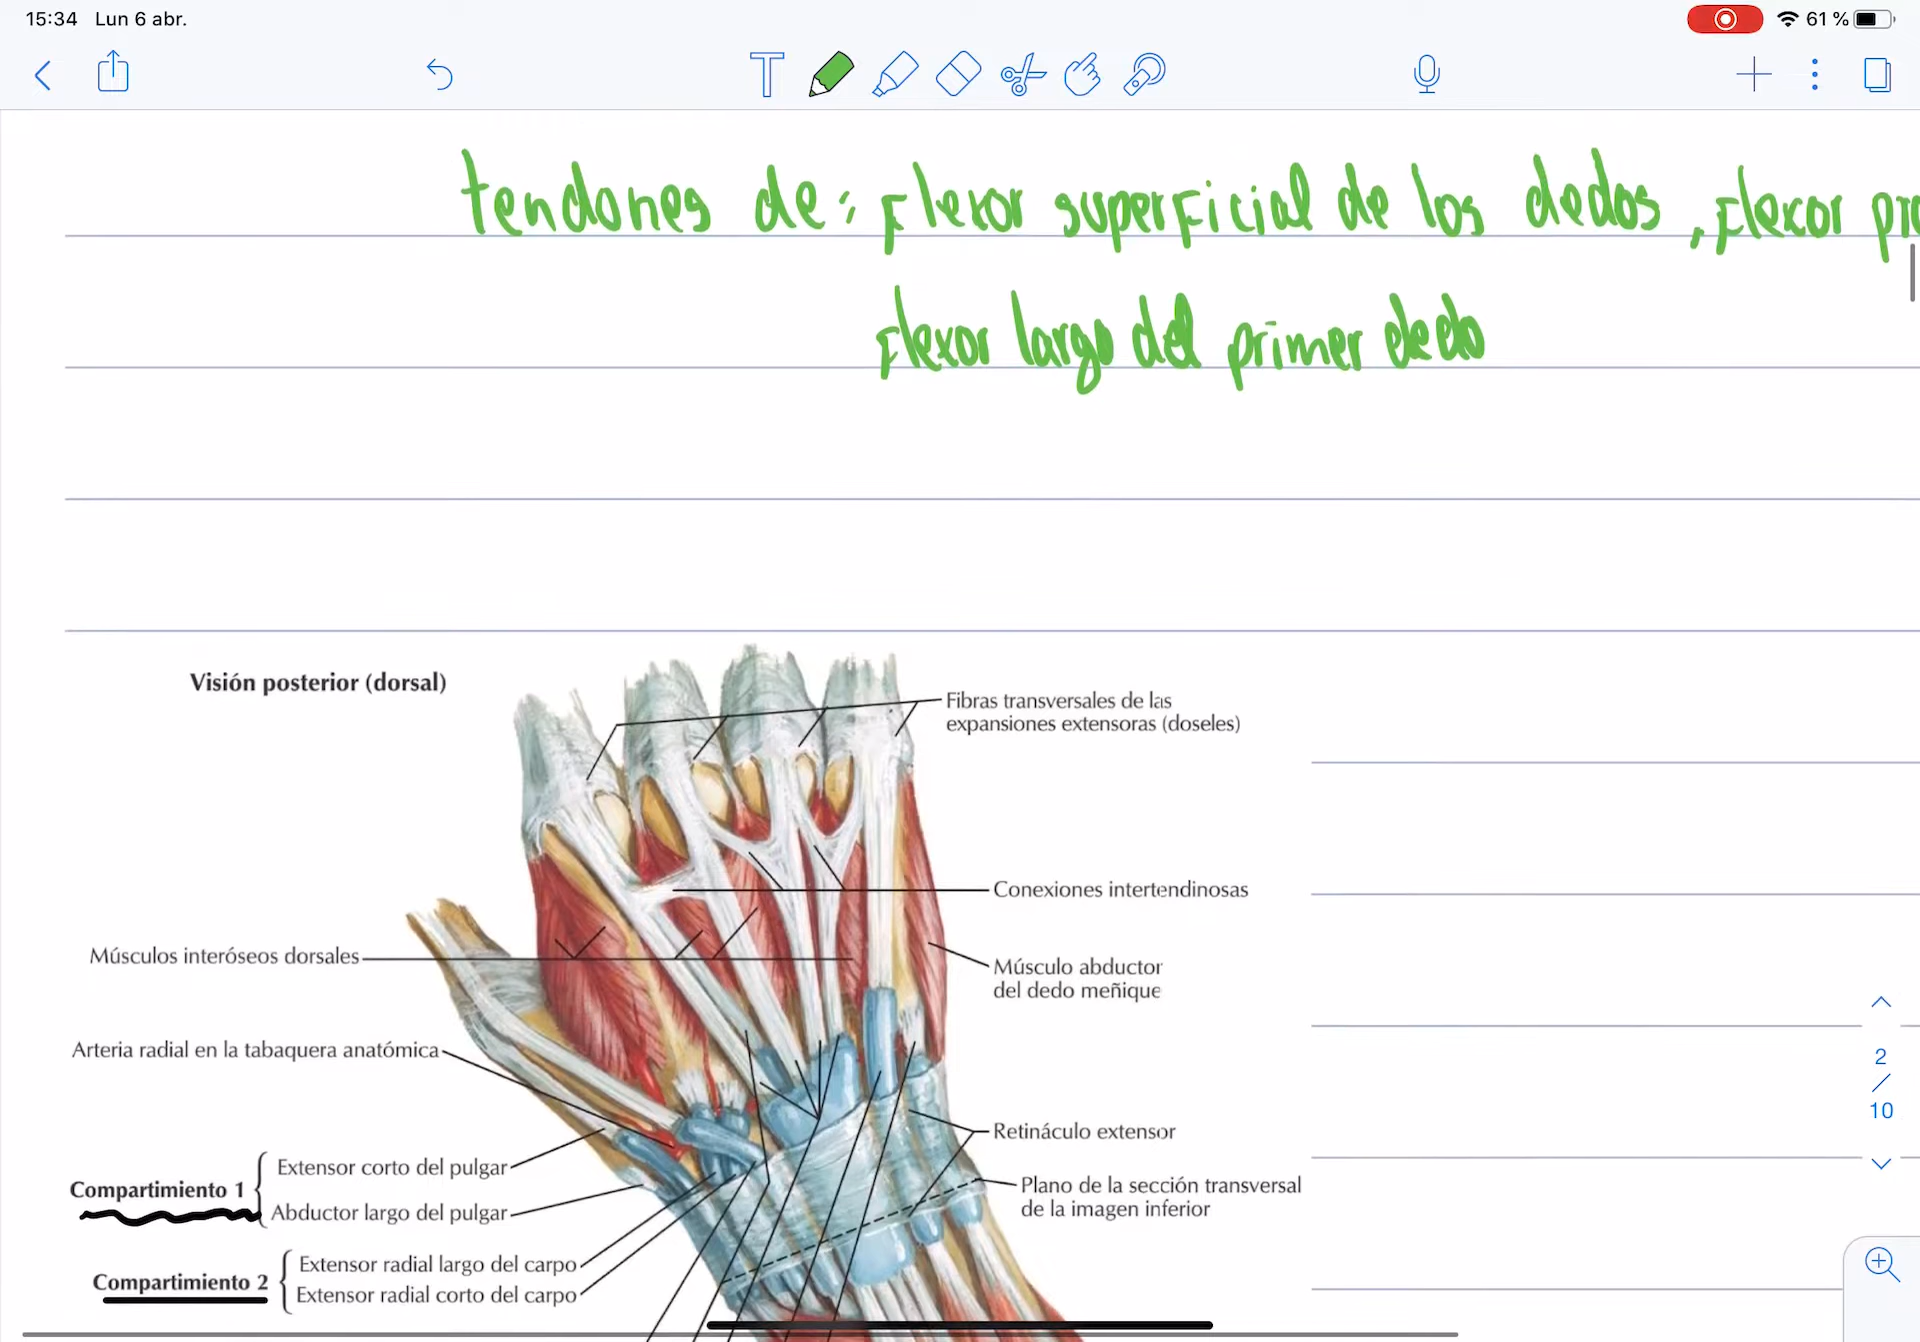 15:34 Lun 6 abr.
61 %
T
tendones de: Flexor superficial de los dedos, Flexor pro
Flexor largo del primer dedo
Visión posterior (dorsal)
Fibras transversales de las
expansiones extensoras (doseles)
Conexiones intertendinosas
Músculos interóseos dorsales
Músculo abductor
del dedo meñique
Arteria radial en la tabaquera anatómica
2
/
10
Retináculo extensor
Compartimiento 1
Extensor corto del pulgar
Abductor largo del pulgar
Plano de la sección transversal
de la imagen inferior
Compartimiento 2
Extensor radial largo del carpo
Extensor radial corto del carpo